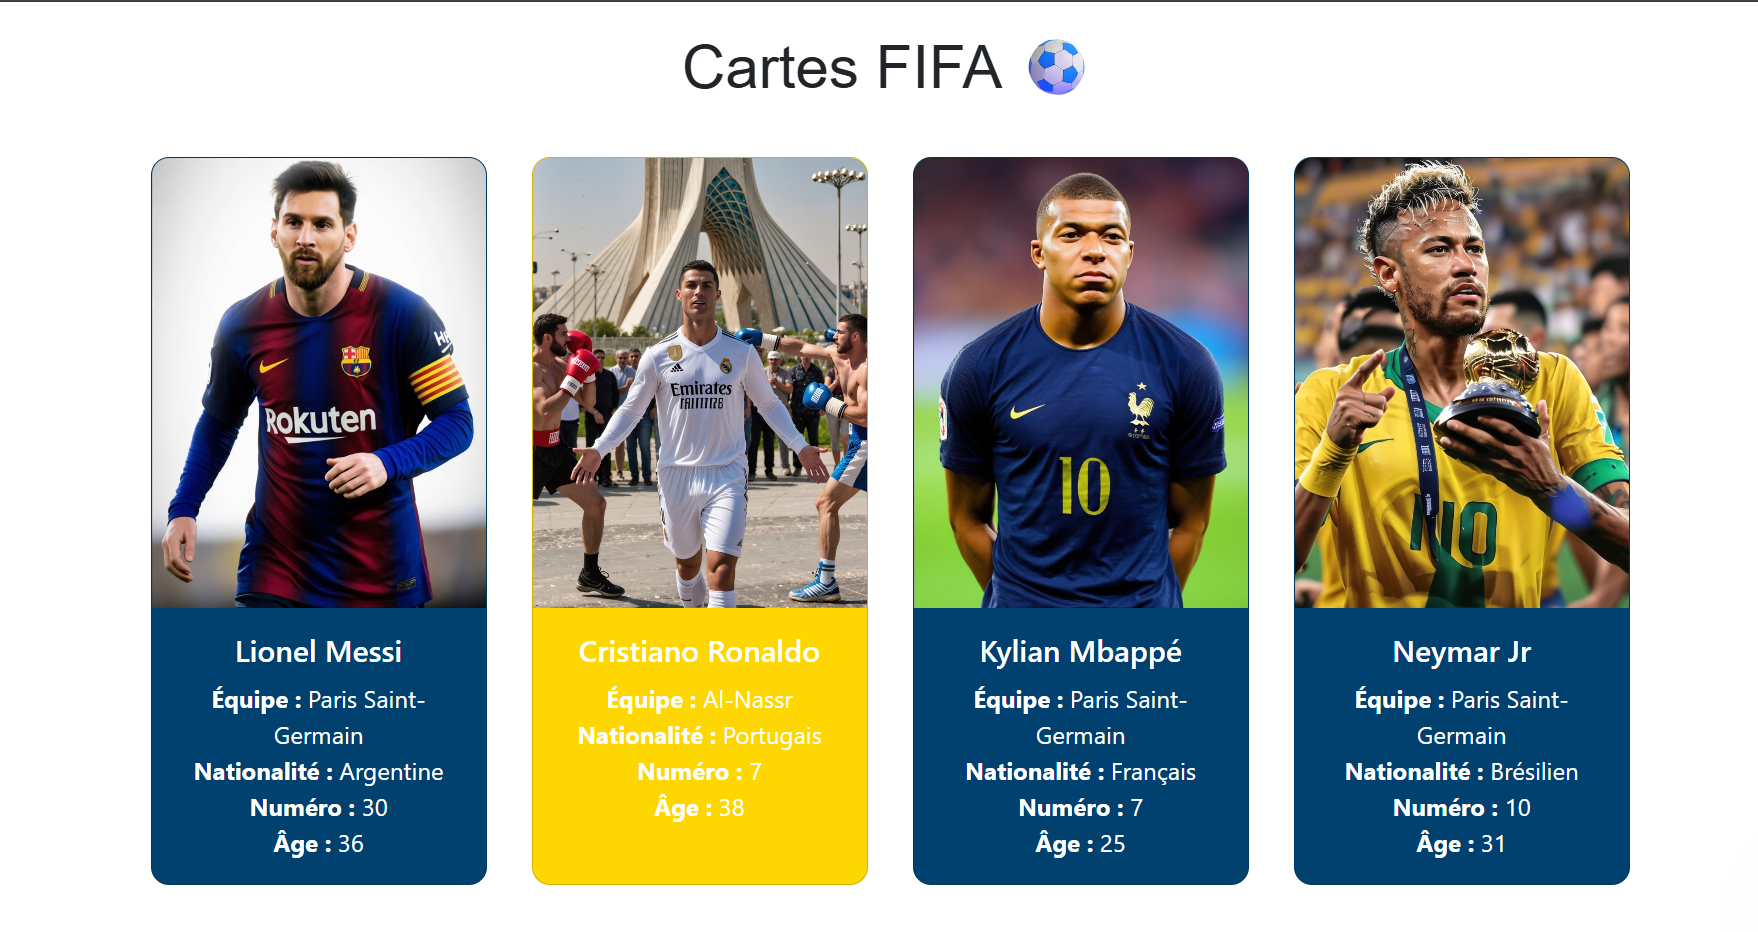 Cartes FIFA
Rokuten
10
Emirates
10
Lionel Messi
Équipe : Paris Saint-
Germain
Nationalité : Argentine
Numéro : 30
Âge : 36
Cristiano Ronaldo
Équipe : Al-Nassr
Nationalité : Portugais
Numéro : 7
Âge : 38
Kylian Mbappé
Équipe : Paris Saint-
Germain
Nationalité : Français
Numéro : 7
Âge : 25
Neymar Jr
Équipe : Paris Saint-
Germain
Nationalité : Brésilien
Numéro : 10
Âge : 31